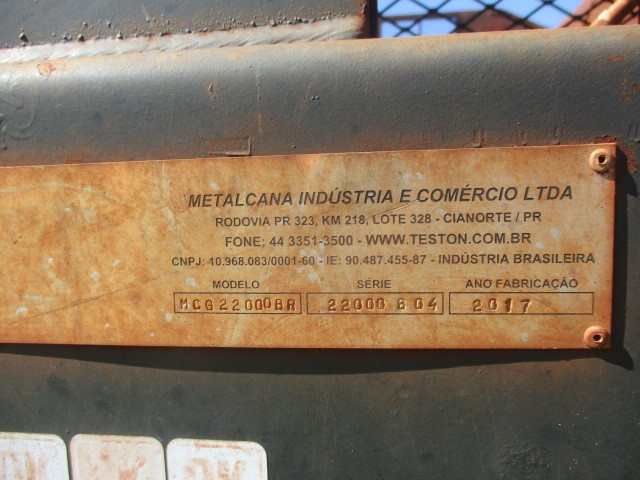 METALCANA INDÚSTRIA E COMÉRCIO LTDA
RODOVIA PR 323, KM 218, LOTE 328 - CIANORTE / PR
FONE: 44 3351-3500 - WWW.TESTON.COM.BR
CNPJ: 10.968.083/0001-60 - IE: 90.487.455-87 - INDÚSTRIA BRASILEIRA
MODELO SÉRIE ANO FABRICAÇÃO
MCG22000BR 22000 804 2017